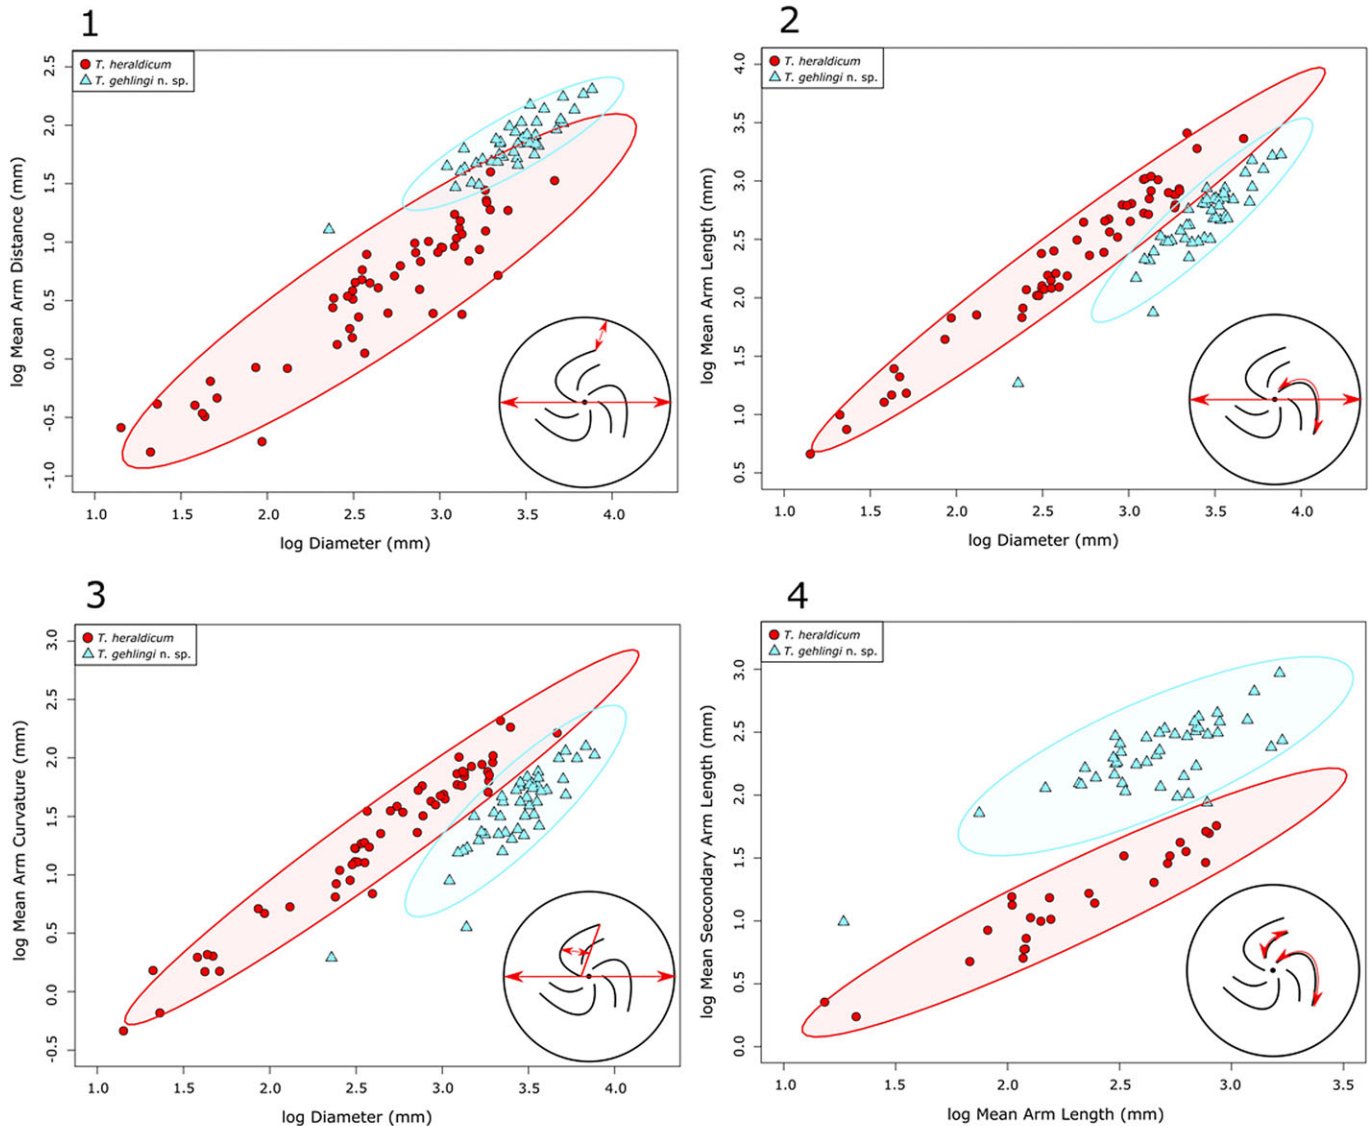 1
T. heraldicum
T. gehlingi n. sp.
log Mean Arm Distance (mm)
2.5
2.0
1.5
1.0
0.5
0.0
-0.5
-1.0
1.0 1.5 2.0 2.5 3.0 3.5 4.0
log Diameter (mm)
2
T. heraldicum
T. gehlingi n. sp.
log Mean Arm Length (mm)
4.0
3.5
3.0
2.5
2.0
1.5
1.0
0.5
1.0 1.5 2.0 2.5 3.0 3.5 4.0
log Diameter (mm)
3
T. heraldicum
T. gehlingi n. sp.
log Mean Arm Curvature (mm)
3.0
2.5
2.0
1.5
1.0
0.5
0.0
-0.5
1.0 1.5 2.0 2.5 3.0 3.5 4.0
log Diameter (mm)
4
T. heraldicum
T. gehlingi n. sp.
log Mean Seocondary Arm Length (mm)
3.0
2.5
2.0
1.5
1.0
0.5
0.0
1.0 1.5 2.0 2.5 3.0 3.5
log Mean Arm Length (mm)